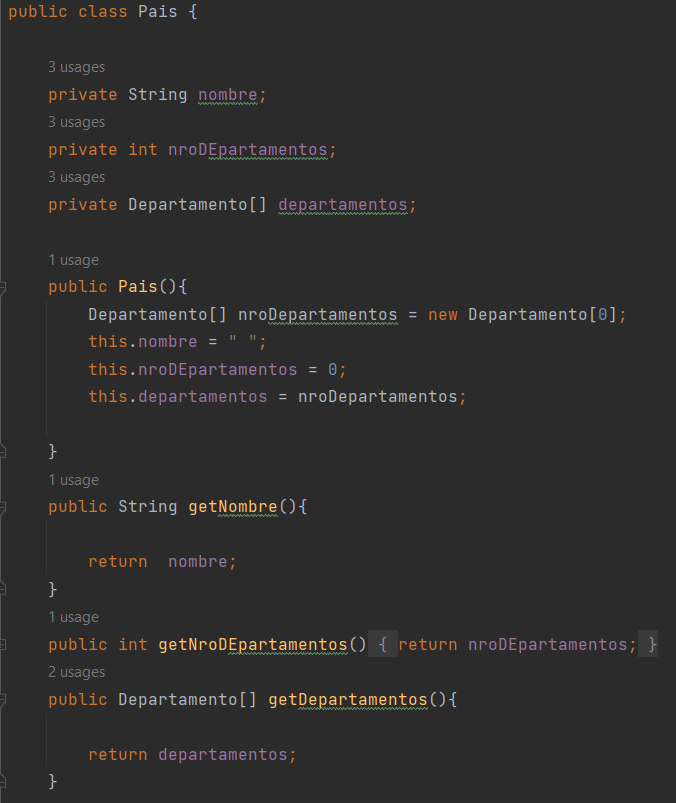 public class Pais {
3 usages
private String nombre;
3 usages
private int nroDEpartamentos;
3 usages
private Departamento[] departamentos;
1 usage
public Pais(){
Departamento[] nroDepartamentos = new Departamento[0];
this.nombre = " ";
this.nroDEpartamentos = 0;
this.departamentos = nroDepartamentos;
}
1 usage
public String getNombre(){
return  nombre;
}
1 usage
public int getNroDEpartamentos() { return nroDEpartamentos; }
2 usages
public Departamento[] getDepartamentos(){
return departamentos;
}